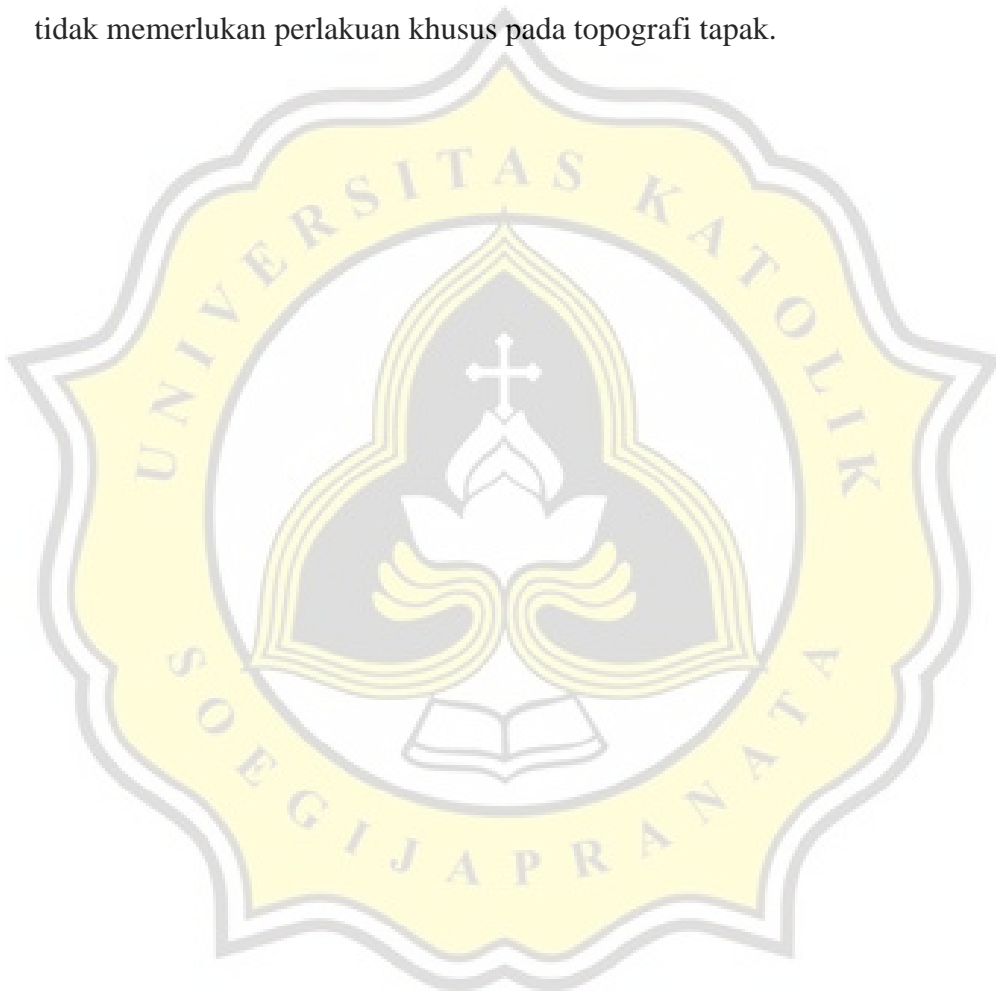 tidak memerlukan perlakuan khusus pada topografi tapak.
UNIVERSITAS KATOLIK
SOEGIJAPRANATA